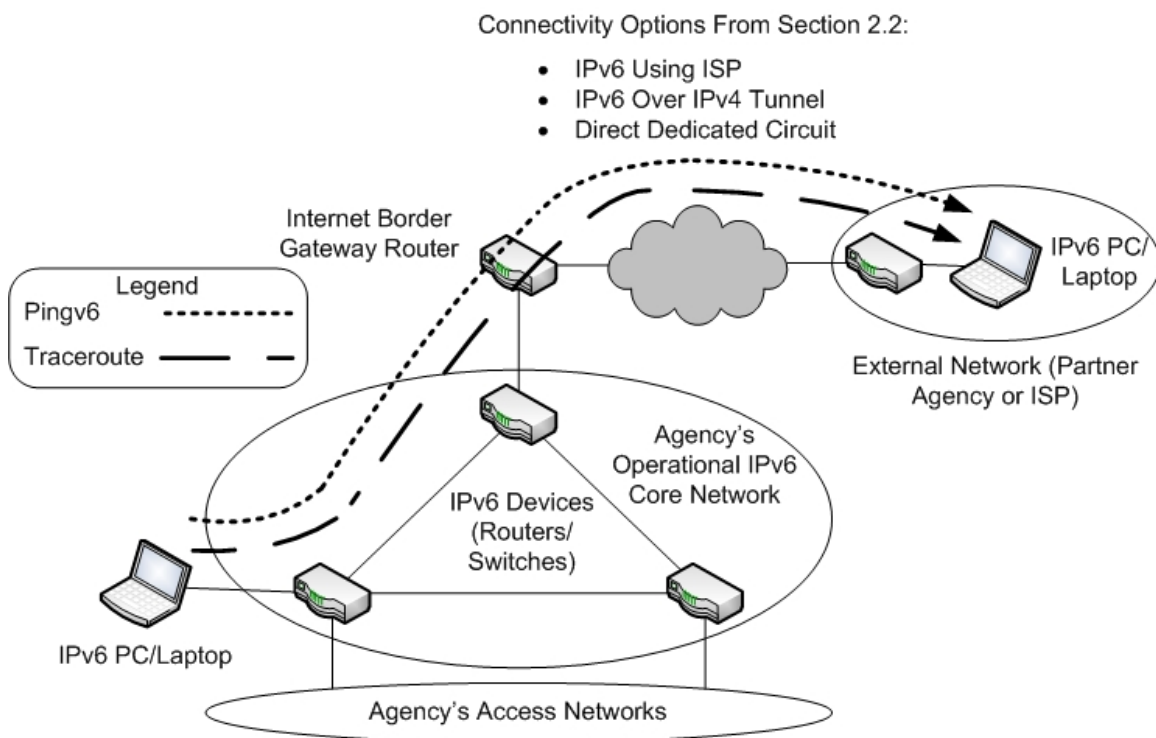 Connectivity Options From Section 2.2:
• IPv6 Using ISP
• IPv6 Over IPv4 Tunnel
• Direct Dedicated Circuit
Internet Border
Gateway Router
IPv6 PC/
Laptop
Legend
Pingv6
Traceroute
External Network (Partner
Agency or ISP)
Agency's
Operational IPv6
Core Network
IPv6 Devices
(Routers/
Switches)
IPv6 PC/Laptop
Agency's Access Networks